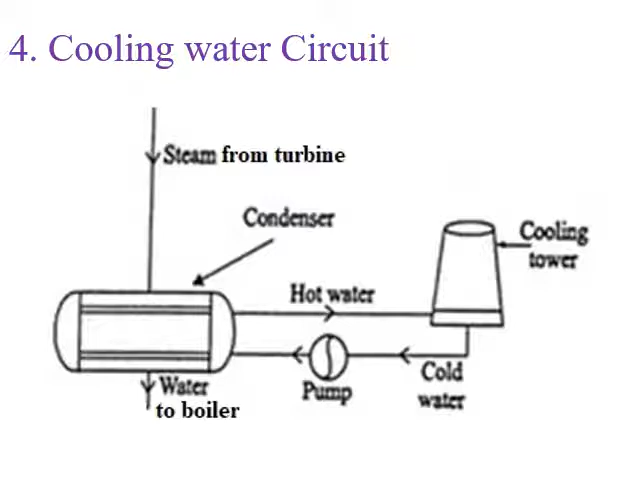 4. Cooling water Circuit
Steam from turbine
Condenser
Cooling
tower
Hot water
Cold
water
Pump
Water
to boiler